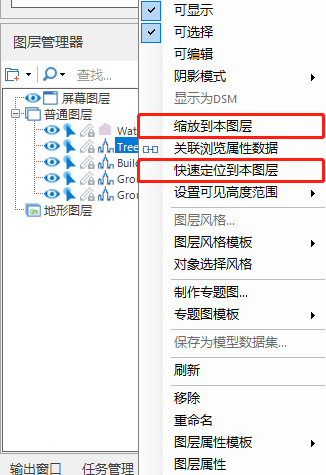 图层管理器
查找...
屏幕图层
普通图层
Wat
Tree
Build
Grou
Grou
地形图层
输出窗口 任务管理
可显示
可选择
可编辑
阴影模式
显示为DSM
缩放到本图层
关联浏览属性数据
快速定位到本图层
设置可见高度范围
图层风格...
图层风格模板
对象选择风格
制作专题图...
专题图模板
保存为模型数据集...
刷新
移除
重命名
图层属性模板
图层属性